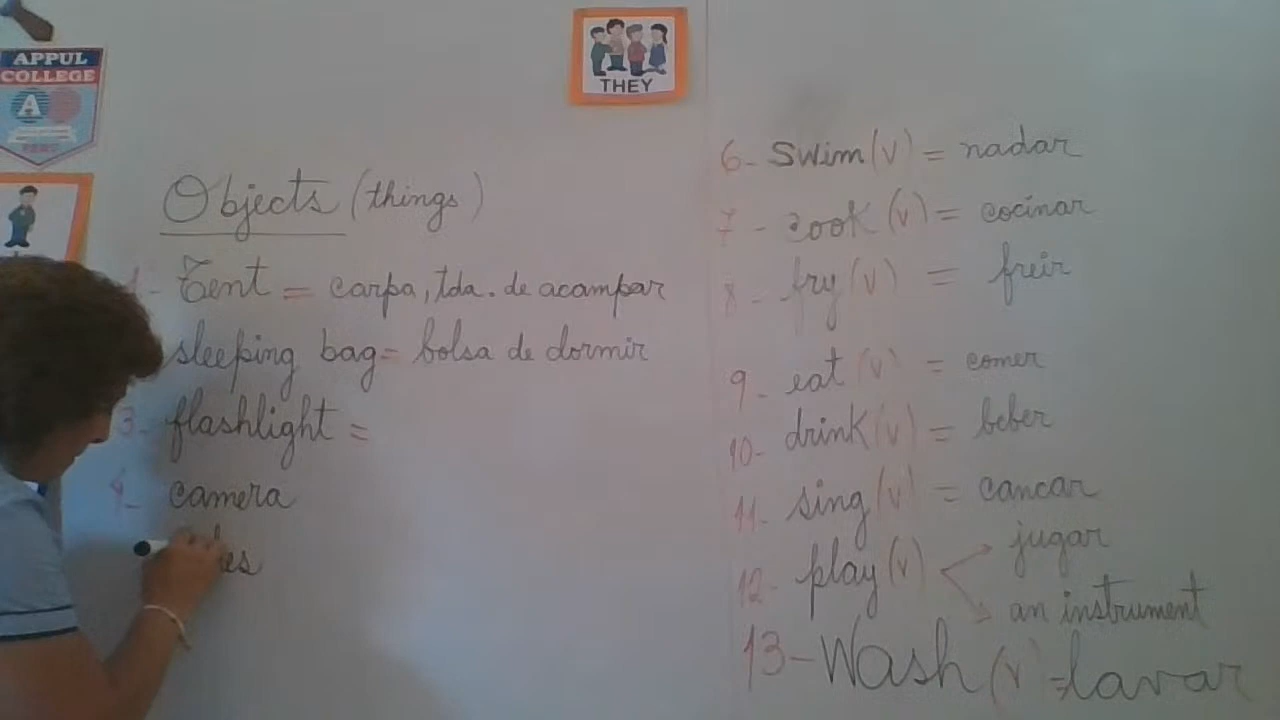 APPUL
COLLEGE
A
THEY
Objects (things)
1- Tent = carpa, tda. de acampar
sleeping bag = bolsa de dormir
3- flashlight =
4- camera
6- swim (v) = nadar
7- cook (v) = cocinar
8- fry (v) = freir
9- eat (v) = comer
10- drink (v) = beber
11- sing (v) = cancar
12- play (v)
jugar
an instrument
13- Wash (v) = lavar